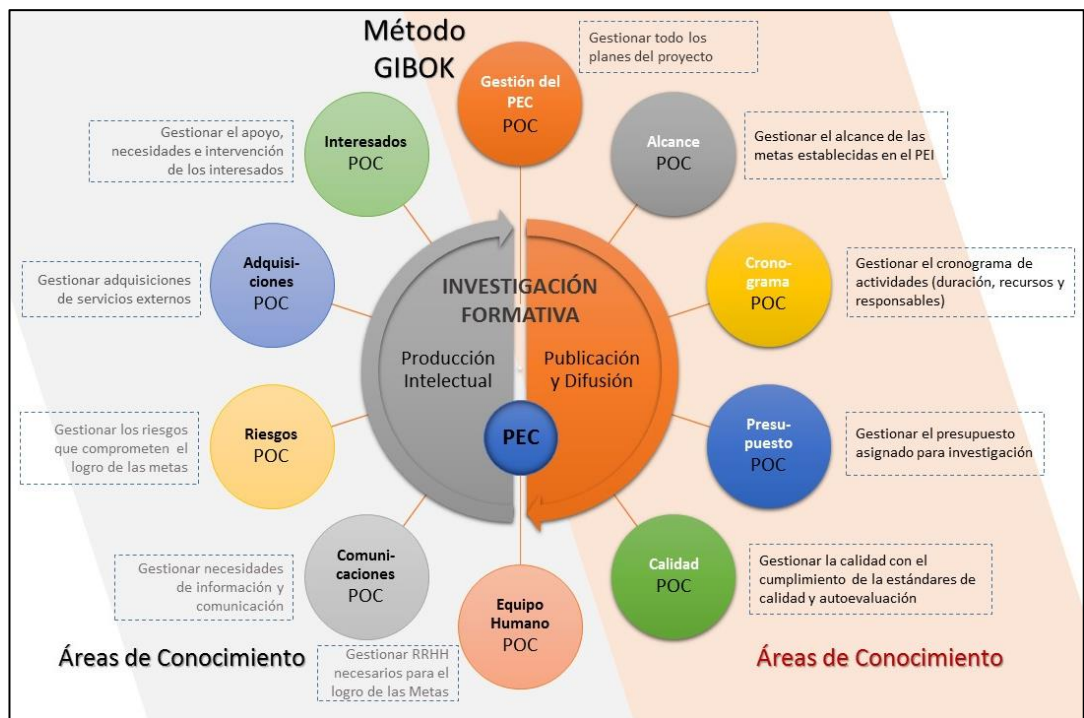 Método
GIBOK
Gestión del
PEC
POC
Gestionar todo los
planes del proyecto
Alcance
POC
Gestionar el alcance de las
metas establecidas en el PEI
Crono-
grama
POC
Gestionar el cronograma de
actividades (duración, recursos y
responsables)
Presu-
puesto
POC
Gestionar el presupuesto
asignado para investigación
Calidad
POC
Gestionar la calidad con el
cumplimiento de la estándares de
calidad y autoevaluación
Equipo
Humano
POC
Gestionar RRHH
necesarios para el
logro de las Metas
Comuni-
caciones
POC
Gestionar necesidades
de información y
comunicación
Riesgos
POC
Gestionar los riesgos
que comprometen el
logro de las metas
Adquisi-
ciones
POC
Gestionar adquisiciones
de servicios externos
Interesados
POC
Gestionar el apoyo,
necesidades e intervención
de los interesados
INVESTIGACIÓN
FORMATIVA
Producción
Intelectual
Publicación
y Difusión
PEC
Áreas de Conocimiento
Áreas de Conocimiento